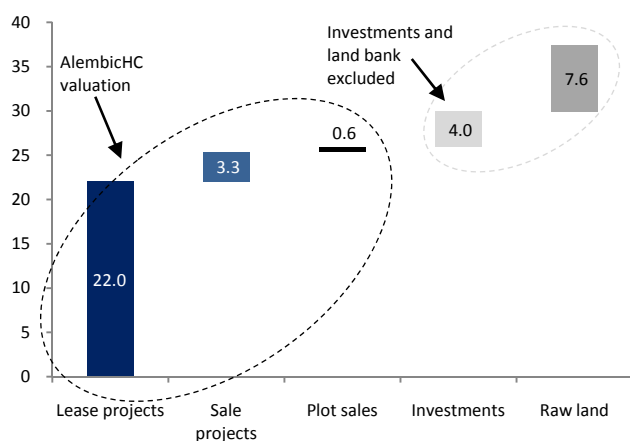 40
35
30
25
20
15
10
5
0
AlembicHC
valuation
Investments and
land bank
excluded
22.0
3.3
0.6
4.0
7.6
Lease projects
Sale
projects
Plot sales
Investments
Raw land